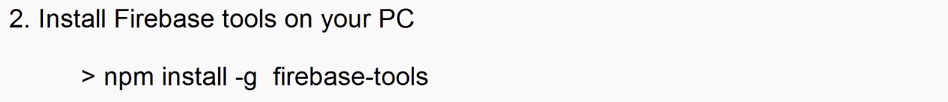 2. Install Firebase tools on your PC
> npm install -g  firebase-tools